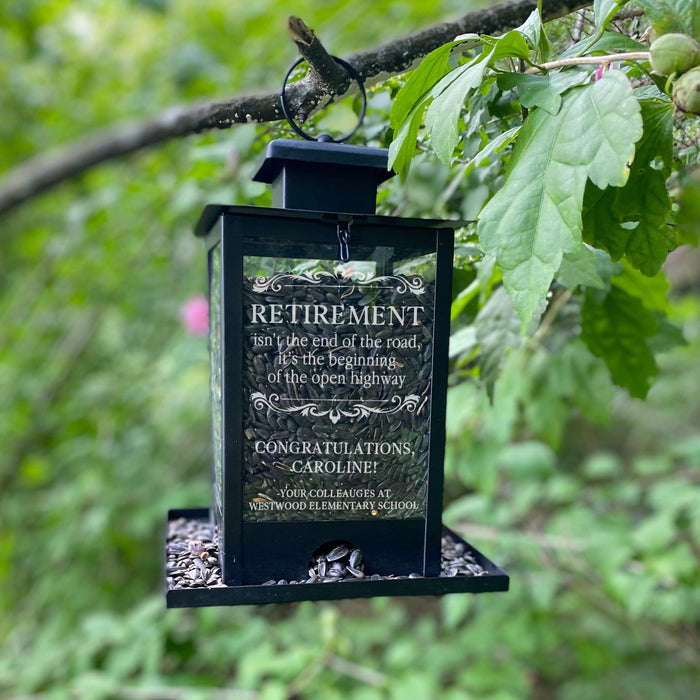 RETIREMENT
isn't the end of the road,
it's the beginning
of the open highway
CONGRATULATIONS,
CAROLINE!
YOUR COLLEAUGES AT
WESTWOOD ELEMENTARY SCHOOL